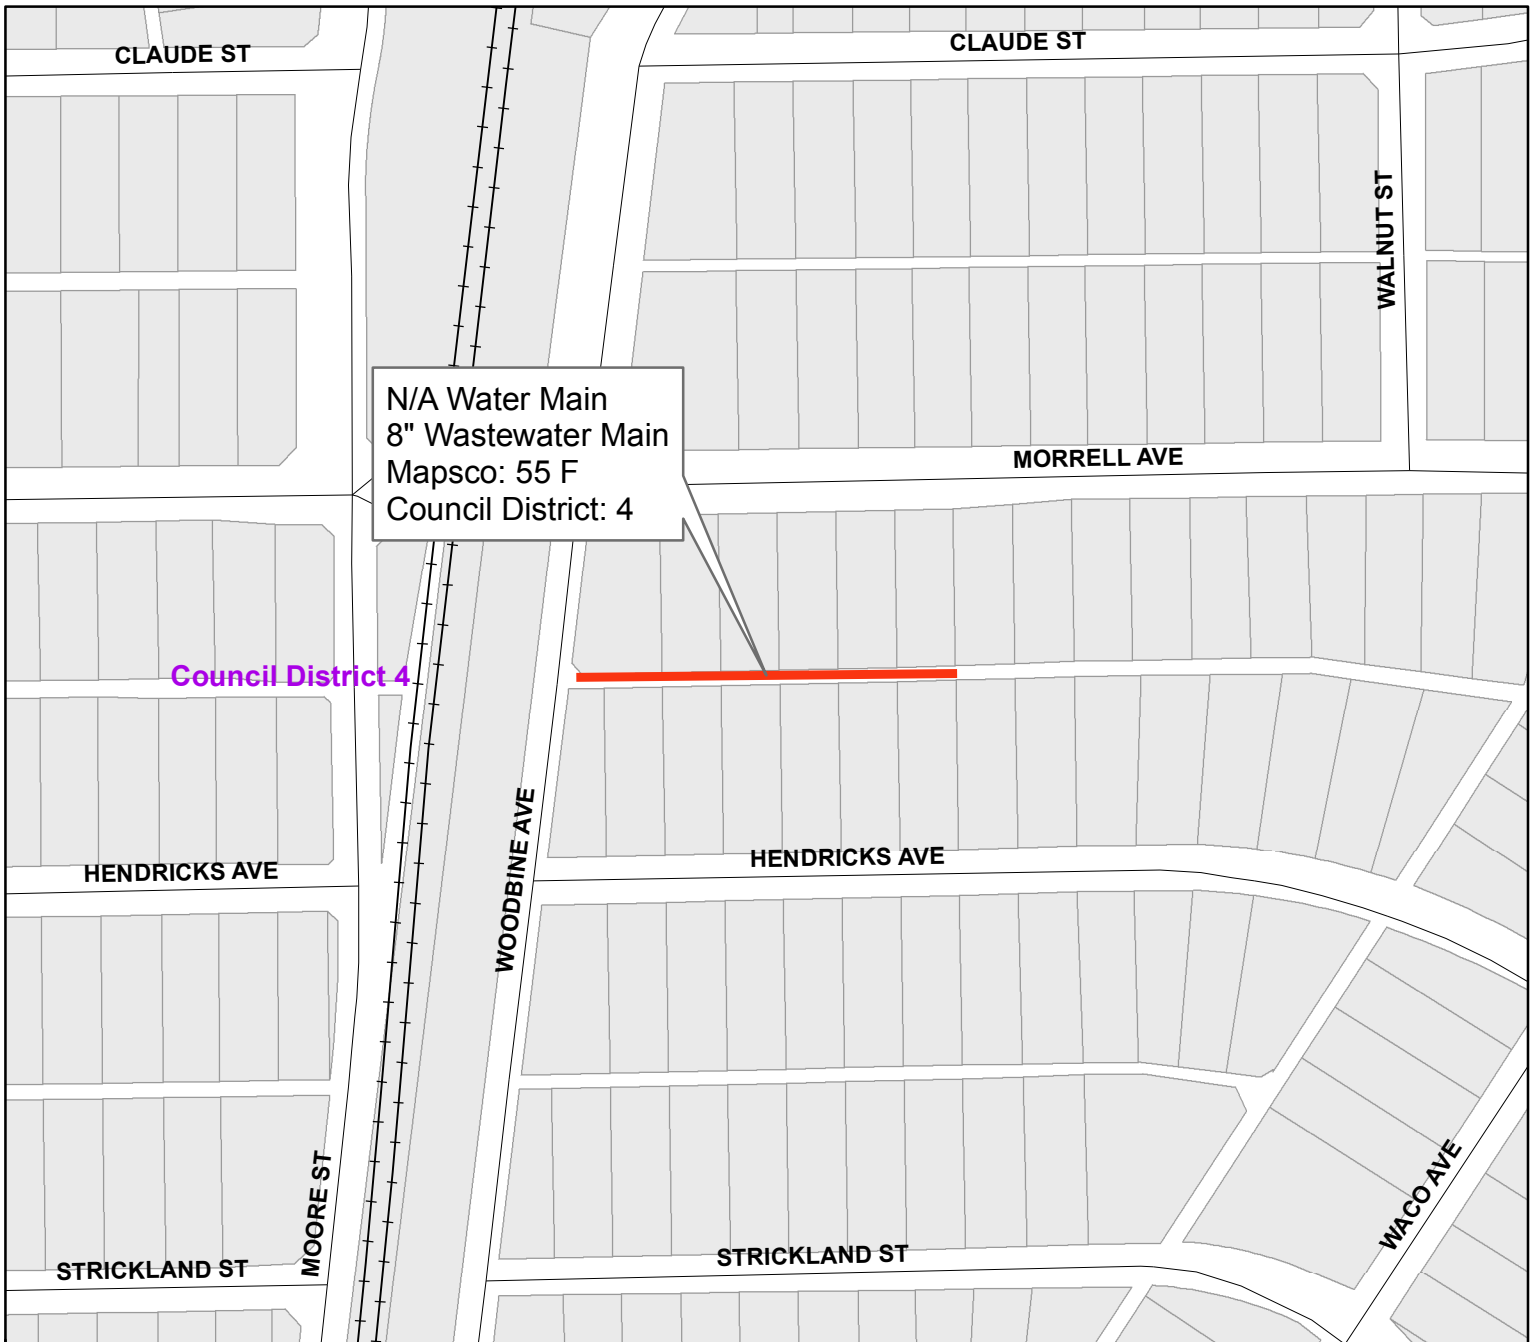 CLAUDE ST
CLAUDE ST
WALNUT ST
N/A Water Main
8" Wastewater Main
Mapsco: 55 F
Council District: 4
MORRELL AVE
Council District 4
WOODBINE AVE
HENDRICKS AVE
HENDRICKS AVE
MOORE ST
WACO AVE
STRICKLAND ST
STRICKLAND ST